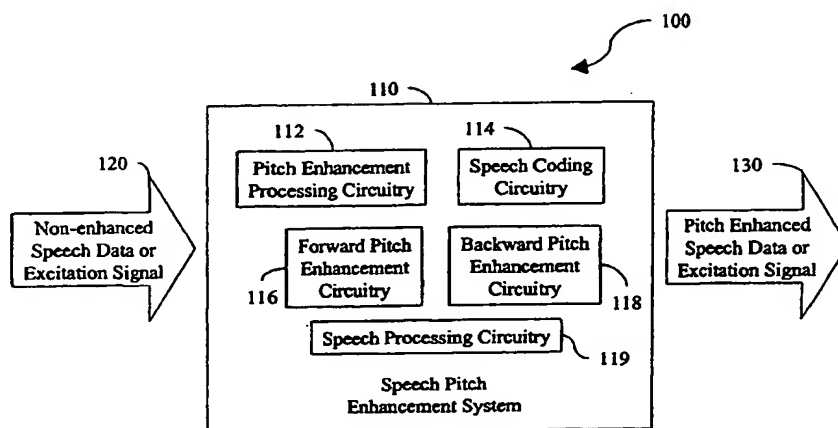 100
110
112
114
120
130
Pitch Enhancement
Processing Circuitry
Speech Coding
Circuitry
Non-enhanced
Speech Data or
Excitation Signal
Pitch Enhanced
Speech Data or
Excitation Signal
Forward Pitch
Enhancement
Circuitry
Backward Pitch
Enhancement
Circuitry
116
118
Speech Processing Circuitry
119
Speech Pitch
Enhancement System